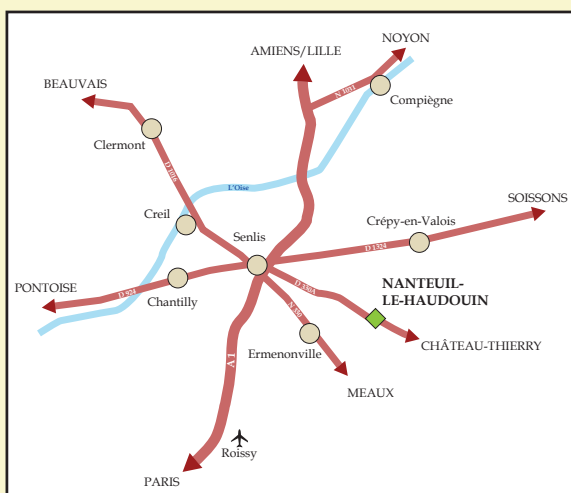 NOYON
AMIENS/LILLE
BEAUVAIS
N 1031
Compiègne
Clermont
D 1016
L'Oise
SOISSONS
Creil
Crépy-en-Valois
Senlis
D 1324
NANTEUIL-
LE-HAUDOUIN
D 330A
PONTOISE
D 924
Chantilly
N 330
CHÂTEAU-THIERRY
Ermenonville
A 1
MEAUX
Roissy
PARIS